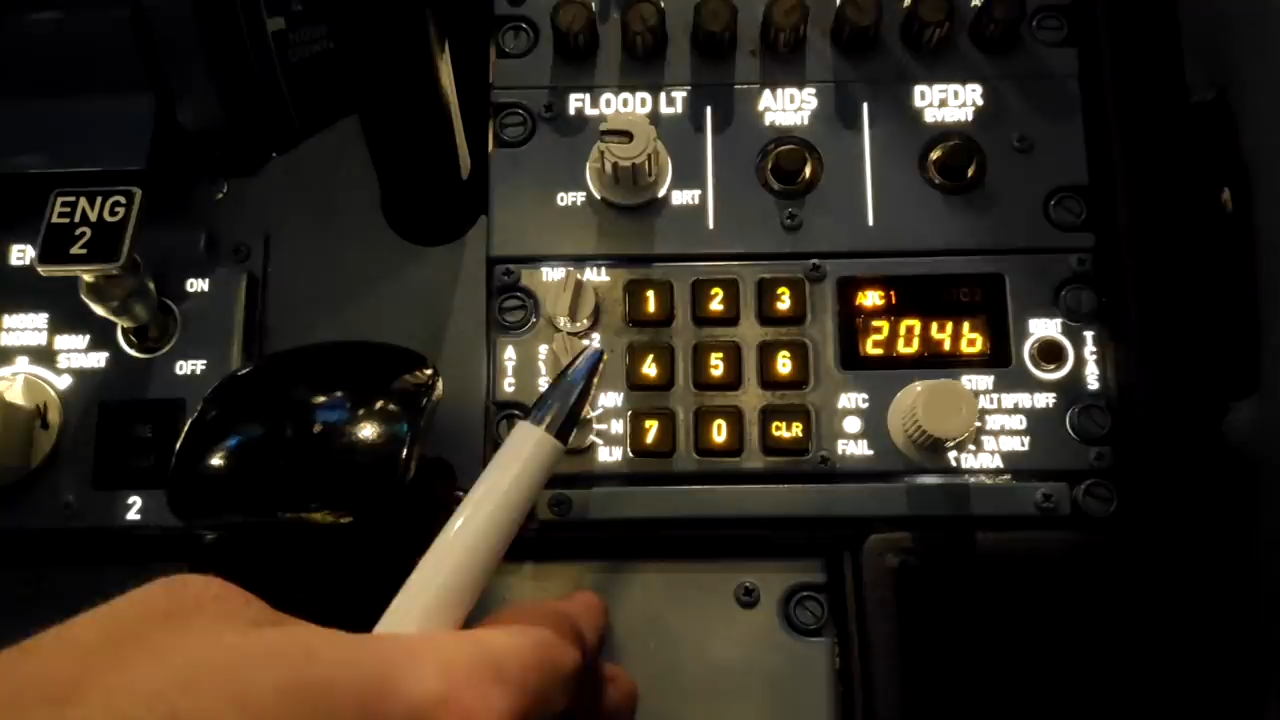 FLOOD LT
OFF
BRT
AIDS
PRINT
DFDR
EVENT
ENG
2
ON
OFF
MODE
NORM
IGN/
START
2
ALL
ATC
SYS
2
ABV
N
BLW
1
2
3
4
5
6
7
0
CLR
ATC 1
2046
ATC
FAIL
STBY
ALT RPTG OFF
XPND
TA ONLY
TA/RA
TCAS